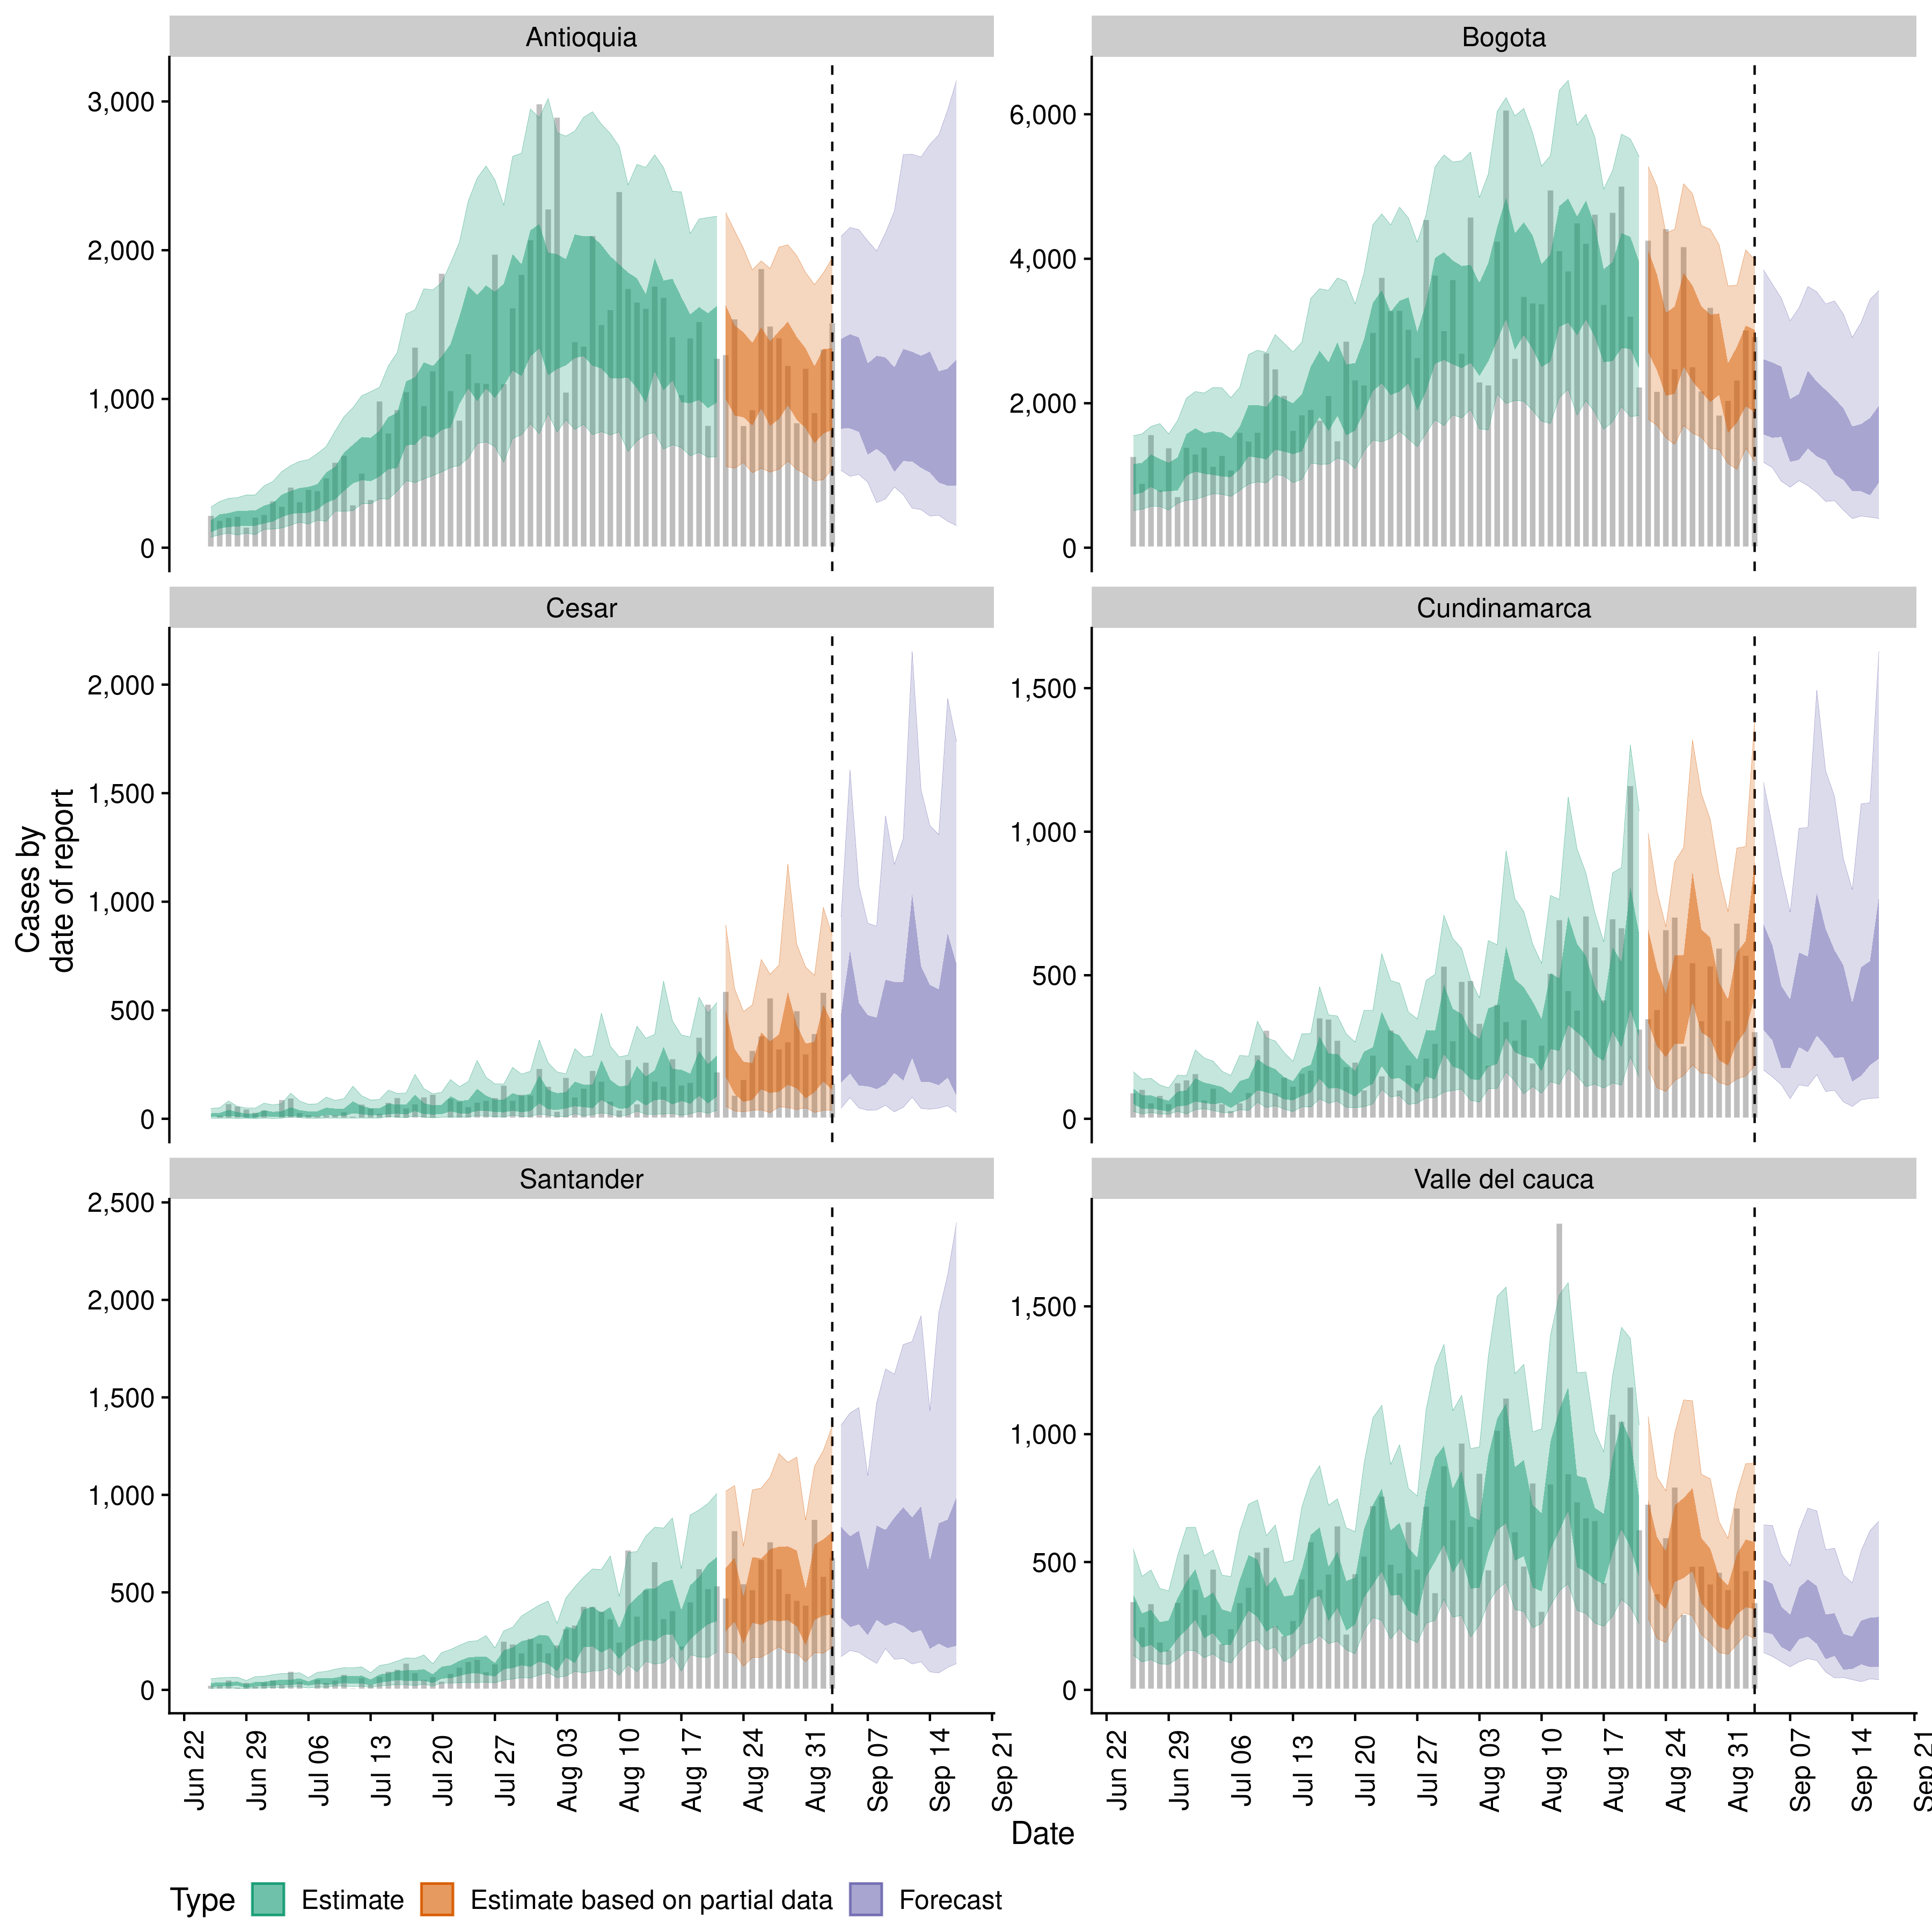 Antioquia
Bogota
3,000
2,000
1,000
0
6,000
4,000
2,000
0
Cesar
Cundinamarca
2,000
1,500
1,000
500
0
1,500
1,000
500
0
Cases by
date of report
Santander
Valle del cauca
2,500
2,000
1,500
1,000
500
0
1,500
1,000
500
0
Jun 22
Jun 29
Jul 06
Jul 13
Jul 20
Jul 27
Aug 03
Aug 10
Aug 17
Aug 24
Aug 31
Sep 07
Sep 14
Sep 21
Jun 22
Jun 29
Jul 06
Jul 13
Jul 20
Jul 27
Aug 03
Aug 10
Aug 17
Aug 24
Aug 31
Sep 07
Sep 14
Sep 21
Date
Type Estimate Estimate based on partial data Forecast